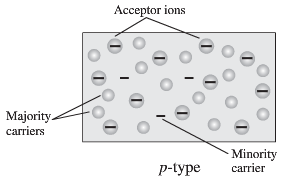 Acceptor ions
Majority
carriers
Minority
carrier
p-type